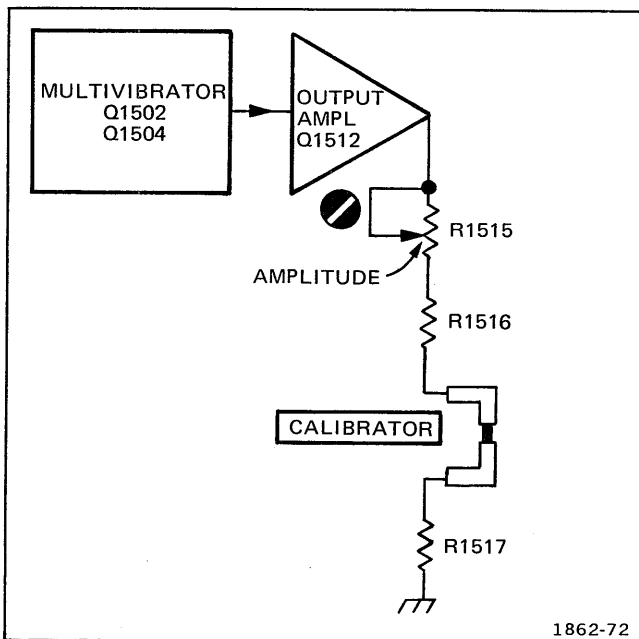 MULTIVIBRATOR
Q1502
Q1504
OUTPUT
AMPL
Q1512
R1515
AMPLITUDE
R1516
CALIBRATOR
R1517
1862-72